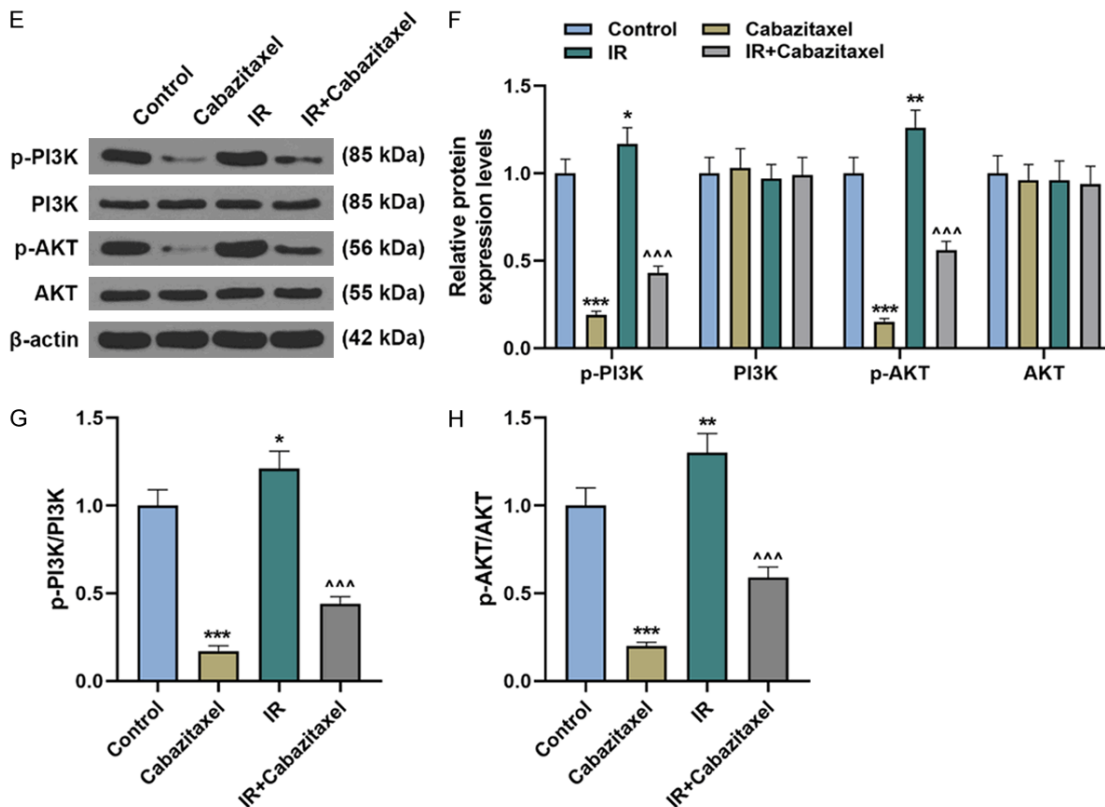 E
Control
Cabazitaxel
IR
IR+Cabazitaxel
p-PI3K (85 kDa)
PI3K (85 kDa)
p-AKT (56 kDa)
AKT (55 kDa)
β-actin (42 kDa)
F
Control Cabazitaxel
IR IR+Cabazitaxel
Relative protein
expression levels
1.5
1.0
0.5
0.0
*** * ^^^ *** ** ^^^
p-PI3K PI3K p-AKT AKT
G
p-PI3K/PI3K
1.5
1.0
0.5
0.0
*** * ^^^
Control
Cabazitaxel
IR
IR+Cabazitaxel
H
p-AKT/AKT
1.5
1.0
0.5
0.0
*** ** ^^^
Control
Cabazitaxel
IR
IR+Cabazitaxel